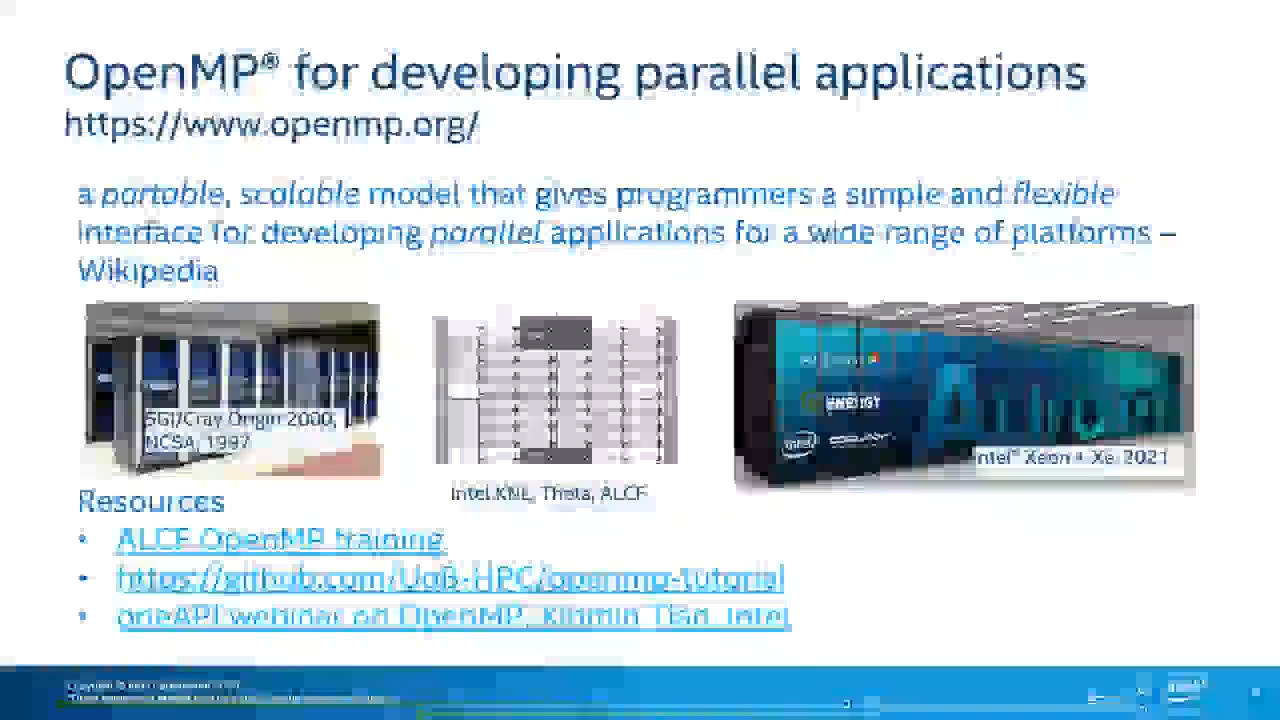 OpenMP® for developing parallel applications
https://www.openmp.org/
a portable, scalable model that gives programmers a simple and flexible
interface for developing parallel applications for a wide range of platforms –
Wikipedia
SGI/Cray Origin 2000,
NCSA, 1997
Intel KNL, Theta, ALCF
ENERGY
intel
Intel® Xeon + Xe, 2021
Resources
• ALCF OpenMP training
• https://github.com/UoB-HPC/openmp-tutorial
• oneAPI webinar on OpenMP, Xinmin Tian, Intel